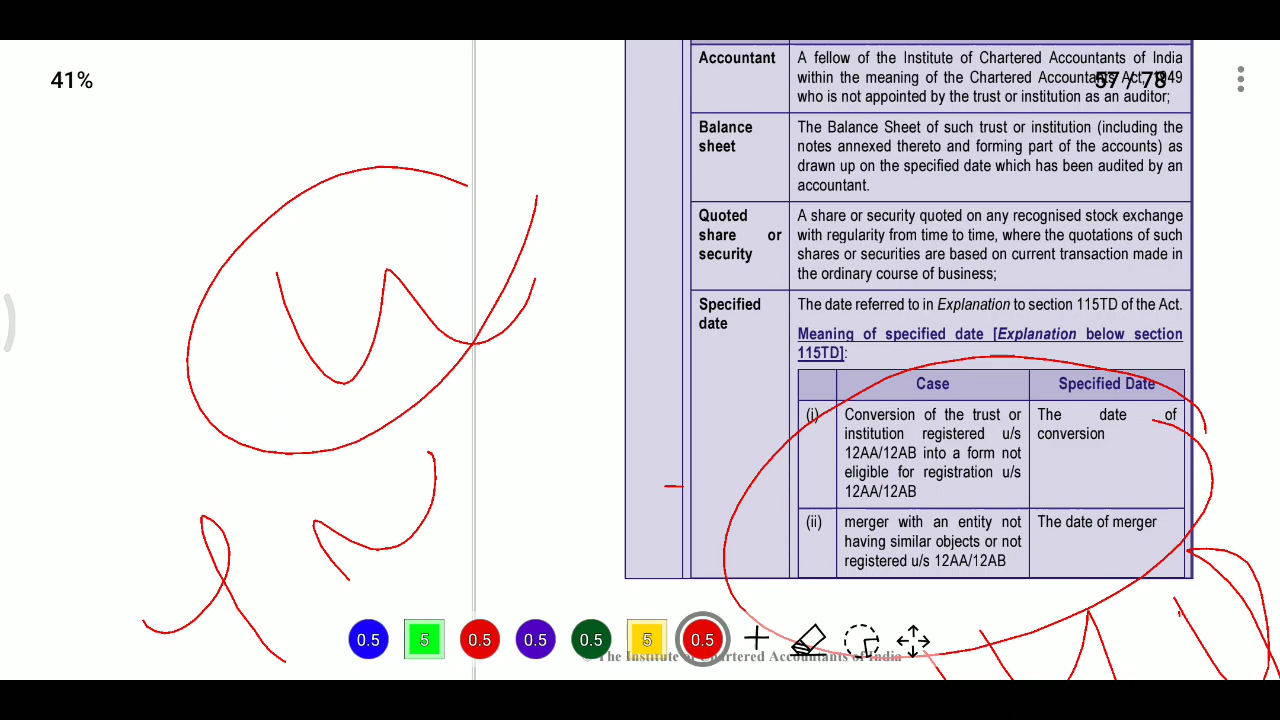 41%
57 / 78
Accountant
A fellow of the Institute of Chartered Accountants of India
within the meaning of the Chartered Accountants Act, 1949
who is not appointed by the trust or institution as an auditor;
Balance
sheet
The Balance Sheet of such trust or institution (including the
notes annexed thereto and forming part of the accounts) as
drawn up on the specified date which has been audited by an
accountant.
Quoted
share or
security
A share or security quoted on any recognised stock exchange
with regularity from time to time, where the quotations of such
shares or securities are based on current transaction made in
the ordinary course of business;
Specified
date
The date referred to in Explanation to section 115TD of the Act.
Meaning of specified date [Explanation below section
115TD]:
Case
Specified Date
(i)
Conversion of the trust or
institution registered u/s
12AA/12AB into a form not
eligible for registration u/s
12AA/12AB
The date of
conversion
(ii)
merger with an entity not
having similar objects or not
registered u/s 12AA/12AB
The date of merger
0.5 5 0.5 0.5 0.5 5 0.5
© The Institute of Chartered Accountants of India